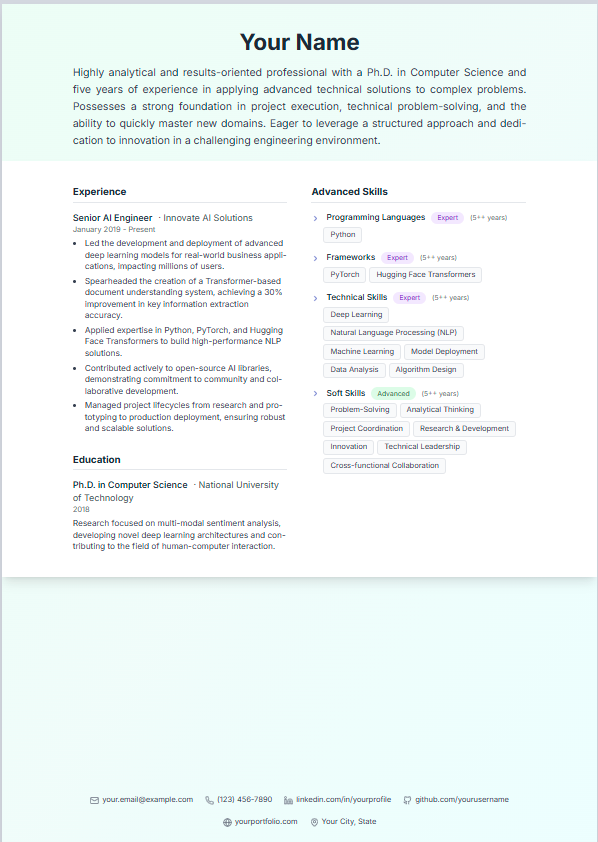 Your Name
Highly analytical and results-oriented professional with a Ph.D. in Computer Science and
five years of experience in applying advanced technical solutions to complex problems.
Possesses a strong foundation in project execution, technical problem-solving, and the
ability to quickly master new domains. Eager to leverage a structured approach and dedi-
cation to innovation in a challenging engineering environment.
Experience
Senior AI Engineer · Innovate AI Solutions
January 2019 - Present
• Led the development and deployment of advanced
deep learning models for real-world business appli-
cations, impacting millions of users.
• Spearheaded the creation of a Transformer-based
document understanding system, achieving a 30%
improvement in key information extraction
accuracy.
• Applied expertise in Python, PyTorch, and Hugging
Face Transformers to build high-performance NLP
solutions.
• Contributed actively to open-source AI libraries,
demonstrating commitment to community and col-
laborative development.
• Managed project lifecycles from research and pro-
totyping to production deployment, ensuring robust
and scalable solutions.
Education
Ph.D. in Computer Science · National University
of Technology
2018
Research focused on multi-modal sentiment analysis,
developing novel deep learning architectures and con-
tributing to the field of human-computer interaction.
Advanced Skills
Programming Languages Expert (5++ years)
Python
Frameworks Expert (5++ years)
PyTorch Hugging Face Transformers
Technical Skills Expert (5++ years)
Deep Learning
Natural Language Processing (NLP)
Machine Learning Model Deployment
Data Analysis Algorithm Design
Soft Skills Advanced (5++ years)
Problem-Solving Analytical Thinking
Project Coordination Research & Development
Innovation Technical Leadership
Cross-functional Collaboration
your.email@example.com (123) 456-7890 linkedin.com/in/yourprofile github.com/yourusername
yourportfolio.com Your City, State